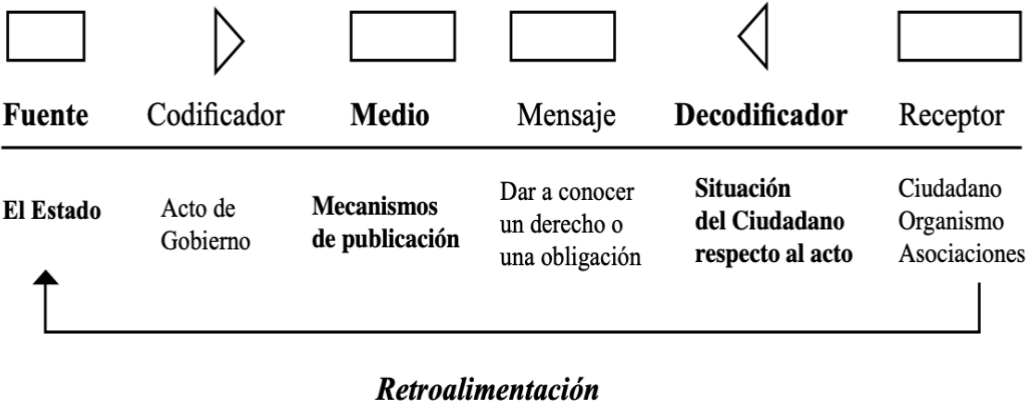 Fuente Codificador Medio Mensaje Decodificador Receptor
El Estado
Acto de
Gobierno
Mecanismos
de publicación
Dar a conocer
un derecho o
una obligación
Situación
del Ciudadano
respecto al acto
Ciudadano
Organismo
Asociaciones
Retroalimentación